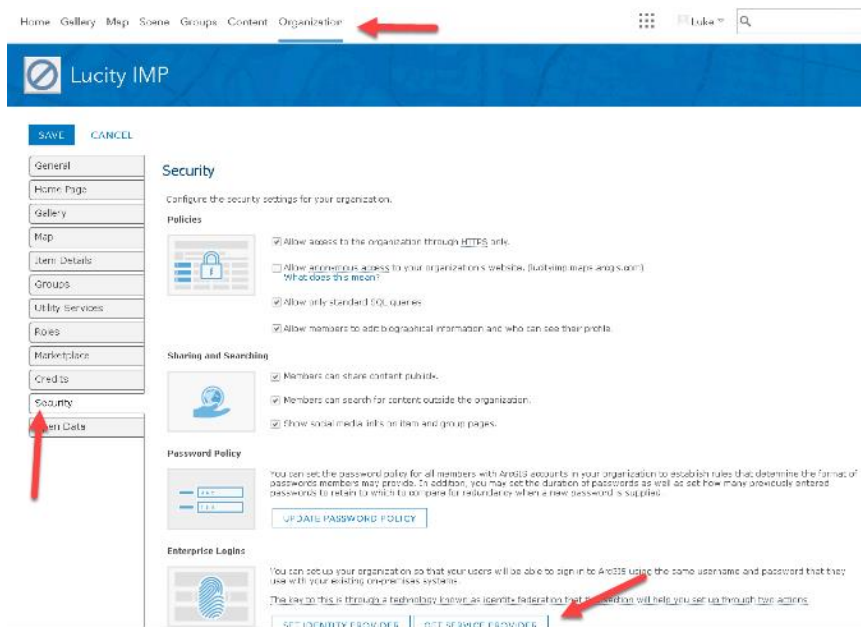 Home Gallery Map Scene Groups Content Organization
Luke
Lucity IMP
SAVE CANCEL
General
Home Page
Gallery
Map
Item Details
Groups
Utility Services
Roles
Marketplace
Credits
Security
Open Data
Security
Configure the security settings for your organization.
Policies
Allow access to the organization through HTTPS only.
Allow anonymous access to your organization's website. (lucityimp.maps.arcgis.com)
What does this mean?
Allow only standard SQL queries
Allow members to edit biographical information and who can see their profile.
Sharing and Searching
Members can share content publicly.
Members can search for content outside the organization.
Show social media links on item and group pages.
Password Policy
You can set the password policy for all members with ArcGIS accounts in your organization to establish rules that determine the format of
passwords members may provide. In addition, you may set the duration of passwords as well as set how many previously entered
passwords to retain to which to compare for redundancy when a new password is supplied
UPDATE PASSWORD POLICY
Enterprise Logins
You can set up your organization so that your users will be able to sign in to ArcGIS using the same username and password that they
use with your existing on-premises systems
The key to this is through a technology known as identity federation that this section will help you set up through two actions
SET IDENTITY PROVIDER GET SERVICE PROVIDER